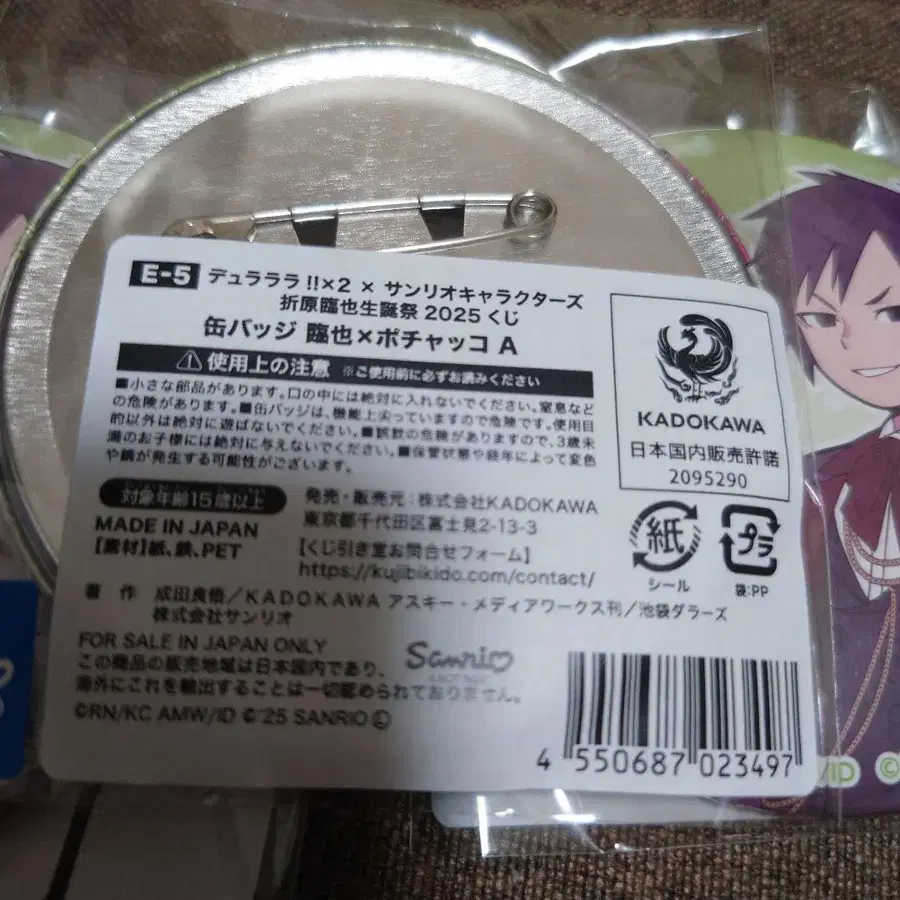 E-5 デュラララ!!×2 × サンリオキャラクターズ
折原臨也生誕祭 2025 くじ
缶バッジ 臨也×ポチャッコ A
⚠使用上の注意 ※ご使用前に必ずお読みください
■小さな部品があります。口の中には絶対に入れないでください。窒息など
の危険があります。■缶バッジは、機能上尖っていますので危険です。使用目
的以外は絶対に遊ばないでください。■誤飲の危険がありますので、3歳未
満のお子様には絶対に与えないでください。■保管状態や経年によって変色
や錆が発生する可能性がございます。
対象年齢15歳以上
MADE IN JAPAN
【素材】紙、鉄、PET
発売・販売元:株式会社KADOKAWA
東京都千代田区富士見2-13-3
【くじ引き堂お問合せフォーム】
https://kujibikido.com/contact/
著 作 成田良悟/KADOKAWA アスキー・メディアワークス刊/池袋ダラーズ
株式会社サンリオ
FOR SALE IN JAPAN ONLY
この商品の販売地域は日本国内であり、
海外にこれを輸出することは一切認められておりません。
©RN/KC AMW/ID ©'25 SANRIO Ⓛ
Sanrio
KADOKAWA
日本国内販売許諾
2095290
紙
シール
プラ
袋:PP
4 550687 023497
/ID ©